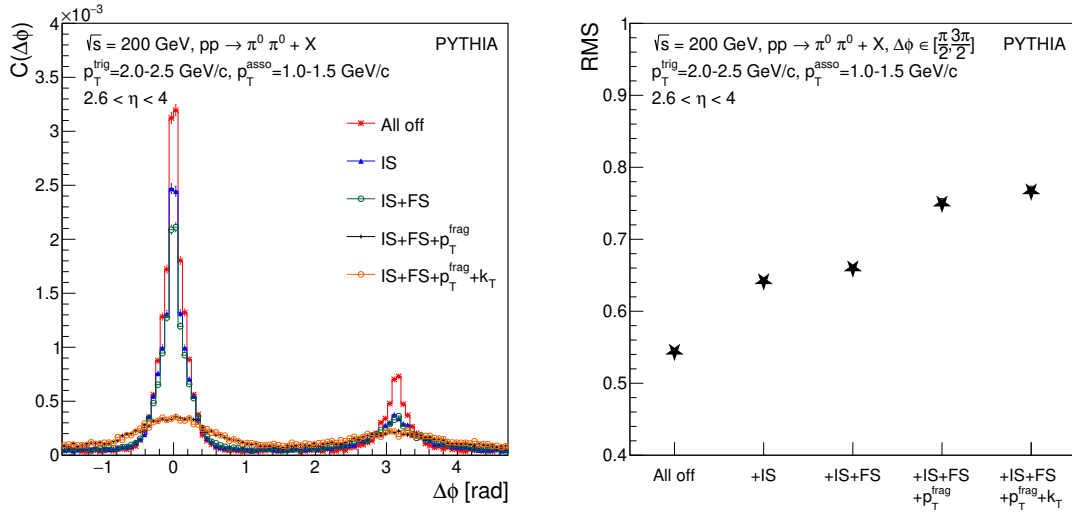 ×10⁻³
√s = 200 GeV, pp → π⁰ π⁰ + X PYTHIA
p_T^trig=2.0-2.5 GeV/c, p_T^asso=1.0-1.5 GeV/c
2.6 < η < 4
All off
IS
IS+FS
IS+FS+p_T^frag
IS+FS+p_T^frag+k_T
C(Δϕ)
4
3.5
3
2.5
2
1.5
1
0.5
0
−1 0 1 2 3 4
Δϕ [rad]
√s = 200 GeV, pp → π⁰ π⁰ + X, Δϕ ∈ [π/2, 3π/2] PYTHIA
p_T^trig=2.0-2.5 GeV/c, p_T^asso=1.0-1.5 GeV/c
2.6 < η < 4
RMS
1
0.9
0.8
0.7
0.6
0.5
0.4
All off +IS +IS+FS +IS+FS +IS+FS
+p_T^frag +p_T^frag+k_T